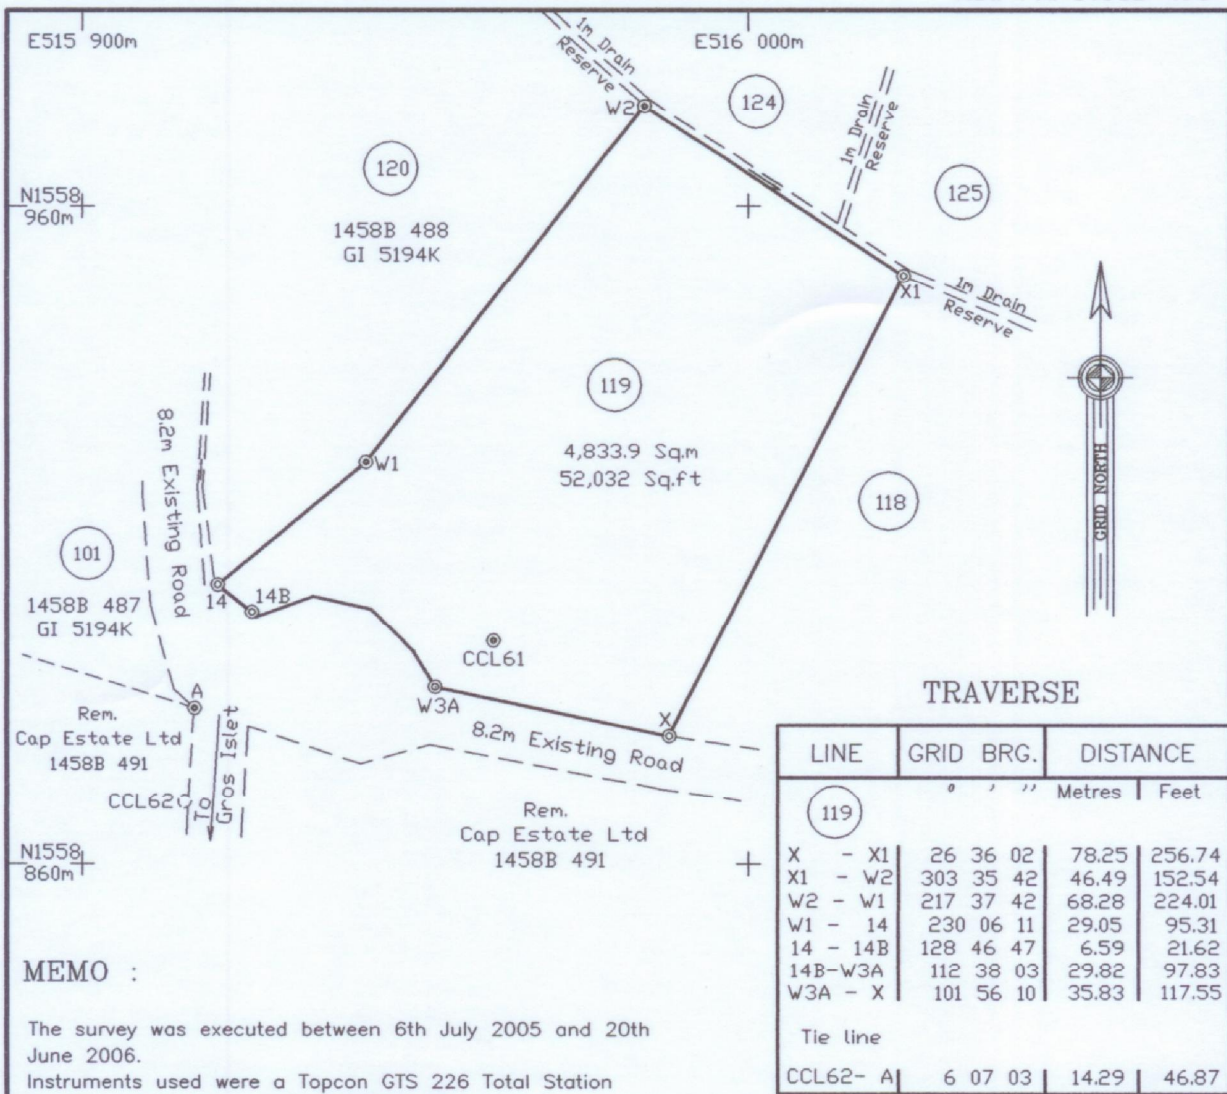 E515 900m
E516 000m
1m Drain
Reserve
W2
124
1m Drain
Reserve
120
125
N1558
960m
1458B 488
GI 5194K
X1
1m Drain
Reserve
119
4,833.9 Sq.m
52,032 Sq.ft
W1
8.2m Existing Road
118
GRID NORTH
101
14
14B
1458B 487
GI 5194K
CCL61
A
W3A
X
8.2m Existing Road
Rem.
Cap Estate Ltd
1458B 491
CCL62
To
Gros Islet
Rem.
Cap Estate Ltd
1458B 491
N1558
860m
TRAVERSE
LINE GRID BRG. DISTANCE
° ' '' Metres Feet
119
X - X1 26 36 02 78.25 256.74
X1 - W2 303 35 42 46.49 152.54
W2 - W1 217 37 42 68.28 224.01
W1 - 14 230 06 11 29.05 95.31
14 - 14B 128 46 47 6.59 21.62
14B-W3A 112 38 03 29.82 97.83
W3A - X 101 56 10 35.83 117.55
Tie line
CCL62- A 6 07 03 14.29 46.87
MEMO :
The survey was executed between 6th July 2005 and 20th
June 2006.
Instruments used were a Topcon GTS 226 Total Station